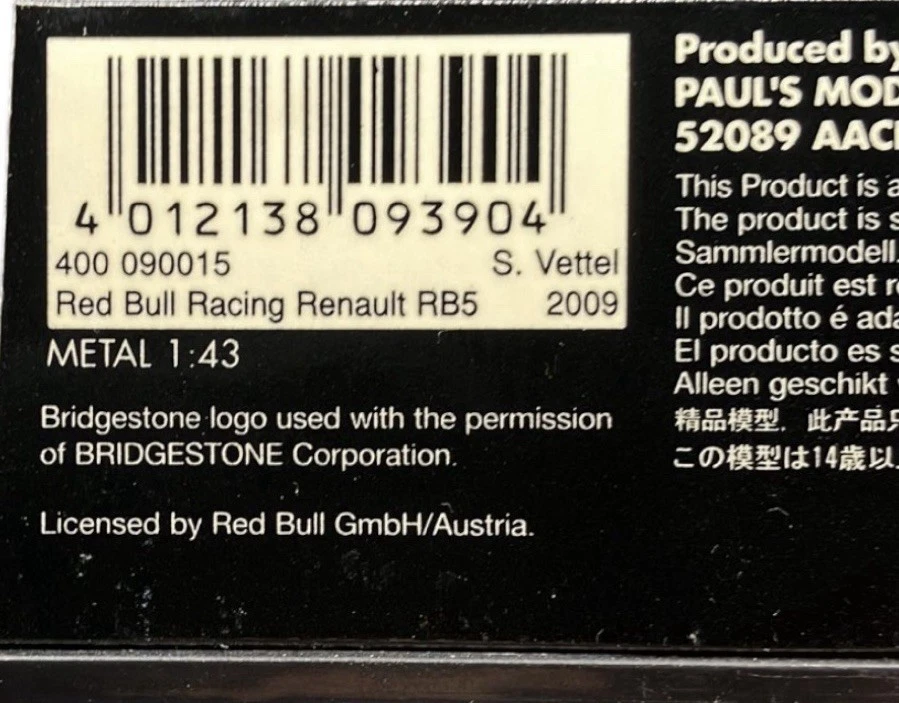 4 012138 093904
400 090015 S. Vettel
Red Bull Racing Renault RB5 2009
METAL 1:43
Bridgestone logo used with the permission
of BRIDGESTONE Corporation.
Licensed by Red Bull GmbH/Austria.
Produced by
PAUL'S
52089
This Product is
The product is
Sammlermodell.
Ce produit est
Il prodotto é
El producto es
Alleen geschikt
精品模型. 此产品
この模型は14歳以